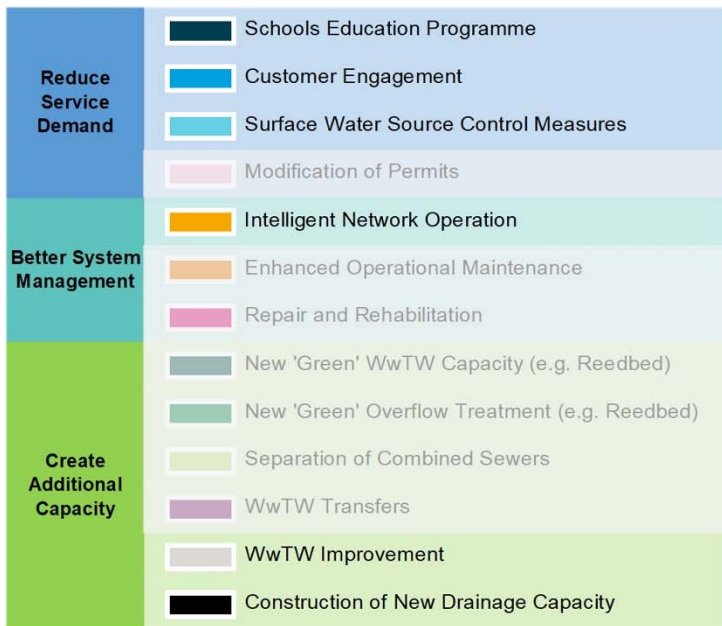 Reduce
Service
Demand
Schools Education Programme
Customer Engagement
Surface Water Source Control Measures
Modification of Permits
Better System
Management
Intelligent Network Operation
Enhanced Operational Maintenance
Repair and Rehabilitation
Create
Additional
Capacity
New 'Green' WwTW Capacity (e.g. Reedbed)
New 'Green' Overflow Treatment (e.g. Reedbed)
Separation of Combined Sewers
WwTW Transfers
WwTW Improvement
Construction of New Drainage Capacity